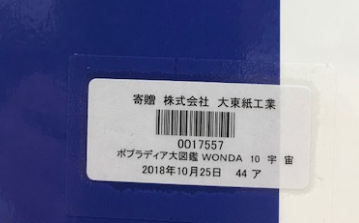 寄贈 株式会社 大東紙工業
0017557
ポプラディア大図鑑 WONDA 10 宇 宙
2018年10月25日 44 ア